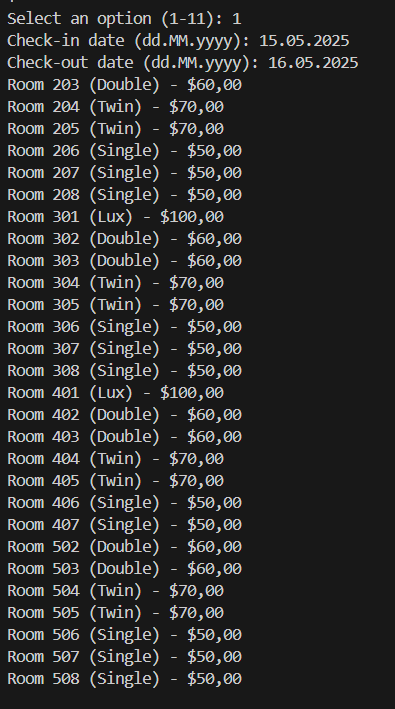 Select an option (1-11): 1
Check-in date (dd.MM.yyyy): 15.05.2025
Check-out date (dd.MM.yyyy): 16.05.2025
Room 203 (Double) - $60,00
Room 204 (Twin) - $70,00
Room 205 (Twin) - $70,00
Room 206 (Single) - $50,00
Room 207 (Single) - $50,00
Room 208 (Single) - $50,00
Room 301 (Lux) - $100,00
Room 302 (Double) - $60,00
Room 303 (Double) - $60,00
Room 304 (Twin) - $70,00
Room 305 (Twin) - $70,00
Room 306 (Single) - $50,00
Room 307 (Single) - $50,00
Room 308 (Single) - $50,00
Room 401 (Lux) - $100,00
Room 402 (Double) - $60,00
Room 403 (Double) - $60,00
Room 404 (Twin) - $70,00
Room 405 (Twin) - $70,00
Room 406 (Single) - $50,00
Room 407 (Single) - $50,00
Room 502 (Double) - $60,00
Room 503 (Double) - $60,00
Room 504 (Twin) - $70,00
Room 505 (Twin) - $70,00
Room 506 (Single) - $50,00
Room 507 (Single) - $50,00
Room 508 (Single) - $50,00